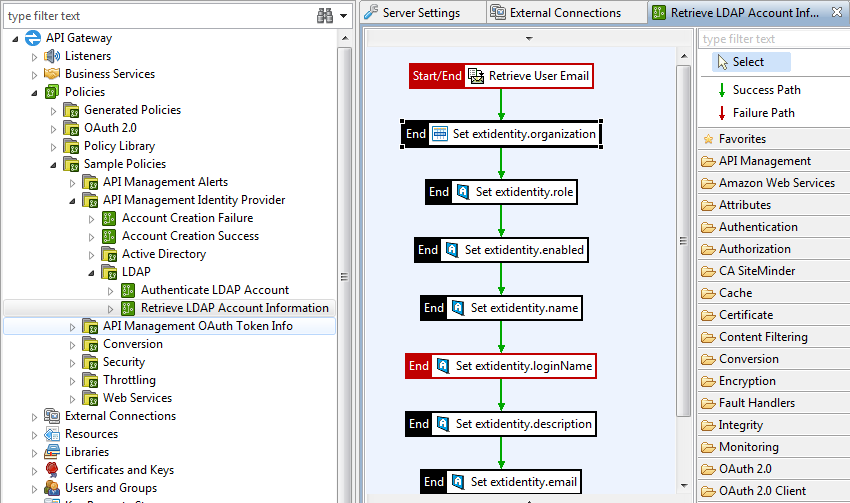 type filter text
API Gateway
Listeners
Business Services
Policies
Generated Policies
OAuth 2.0
Policy Library
Sample Policies
API Management Alerts
API Management Identity Provider
Account Creation Failure
Account Creation Success
Active Directory
LDAP
Authenticate LDAP Account
Retrieve LDAP Account Information
API Management OAuth Token Info
Conversion
Security
Throttling
Web Services
External Connections
Resources
Libraries
Certificates and Keys
Users and Groups
Server Settings
External Connections
Retrieve LDAP Account Inf...
Start/End Retrieve User Email
End Set extidentity.organization
End Set extidentity.role
End Set extidentity.enabled
End Set extidentity.name
End Set extidentity.loginName
End Set extidentity.description
End Set extidentity.email
type filter text
Select
Success Path
Failure Path
Favorites
API Management
Amazon Web Services
Attributes
Authentication
Authorization
CA SiteMinder
Cache
Certificate
Content Filtering
Conversion
Encryption
Fault Handlers
Integrity
Monitoring
OAuth 2.0
OAuth 2.0 Client